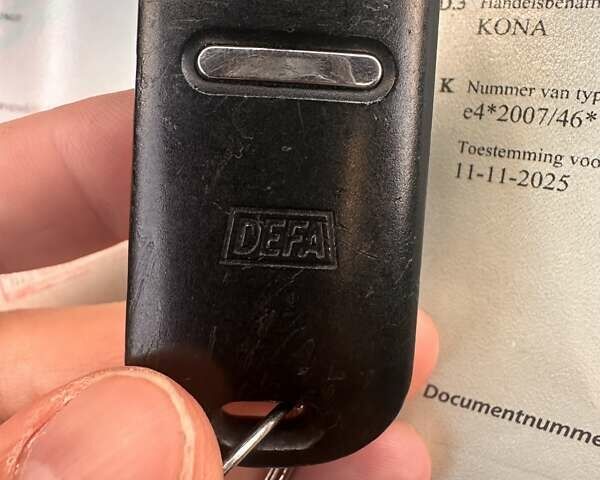 D.3 Handelsbenam
KONA
K Nummer van typ
e4*2007/46*
Toestemming voo
11-11-2025
DEFA
Documentnumme